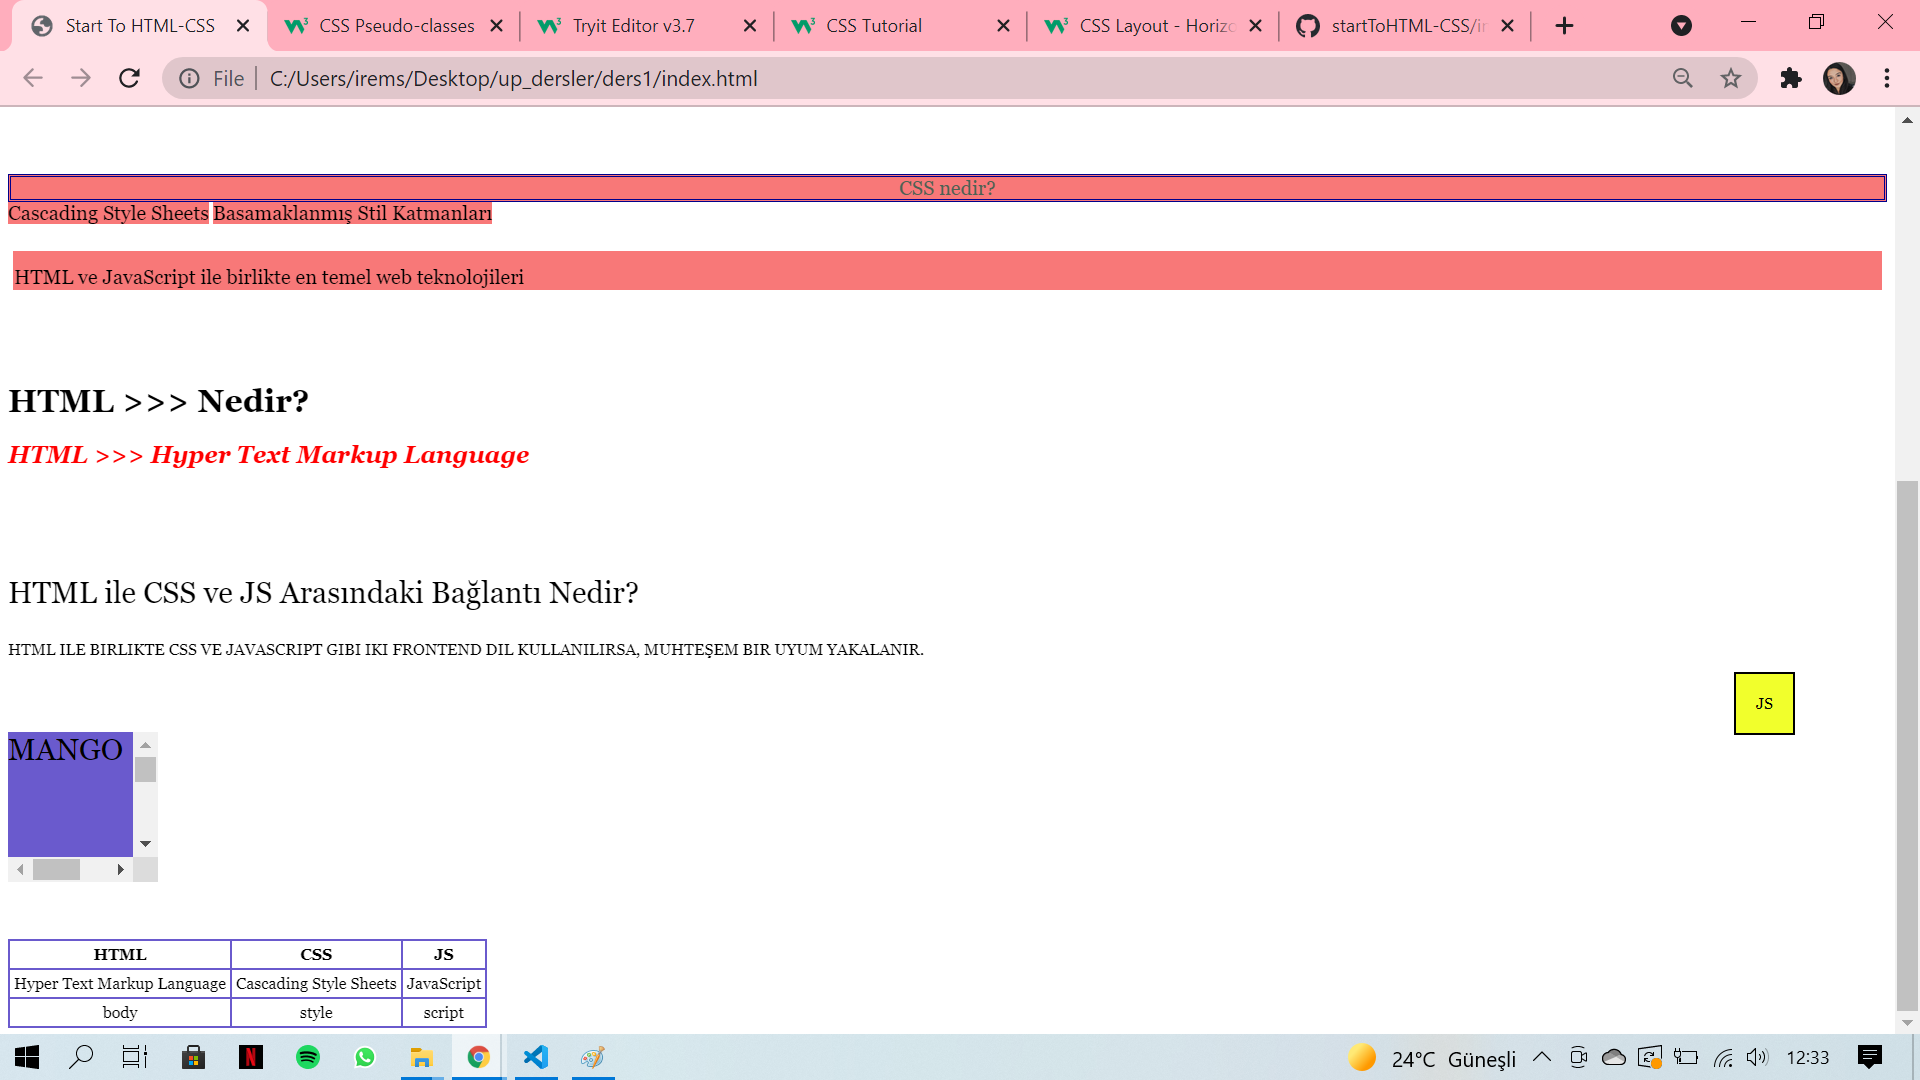 Start To HTML-CSS
CSS Pseudo-classes
Tryit Editor v3.7
CSS Tutorial
CSS Layout - Horizo
startToHTML-CSS/ir
File
C:/Users/irems/Desktop/up_dersler/ders1/index.html
CSS nedir?
Cascading Style Sheets Basamaklanmış Stil Katmanları
HTML ve JavaScript ile birlikte en temel web teknolojileri
HTML >>> Nedir?
HTML >>> Hyper Text Markup Language
HTML ile CSS ve JS Arasındaki Bağlantı Nedir?
HTML ILE BIRLIKTE CSS VE JAVASCRIPT GIBI IKI FRONTEND DIL KULLANILIRSA, MUHTEŞEM BIR UYUM YAKALANIR.
JS
MANGO
HTML CSS JS
Hyper Text Markup Language Cascading Style Sheets JavaScript
body style script
24°C Güneşli
12:33